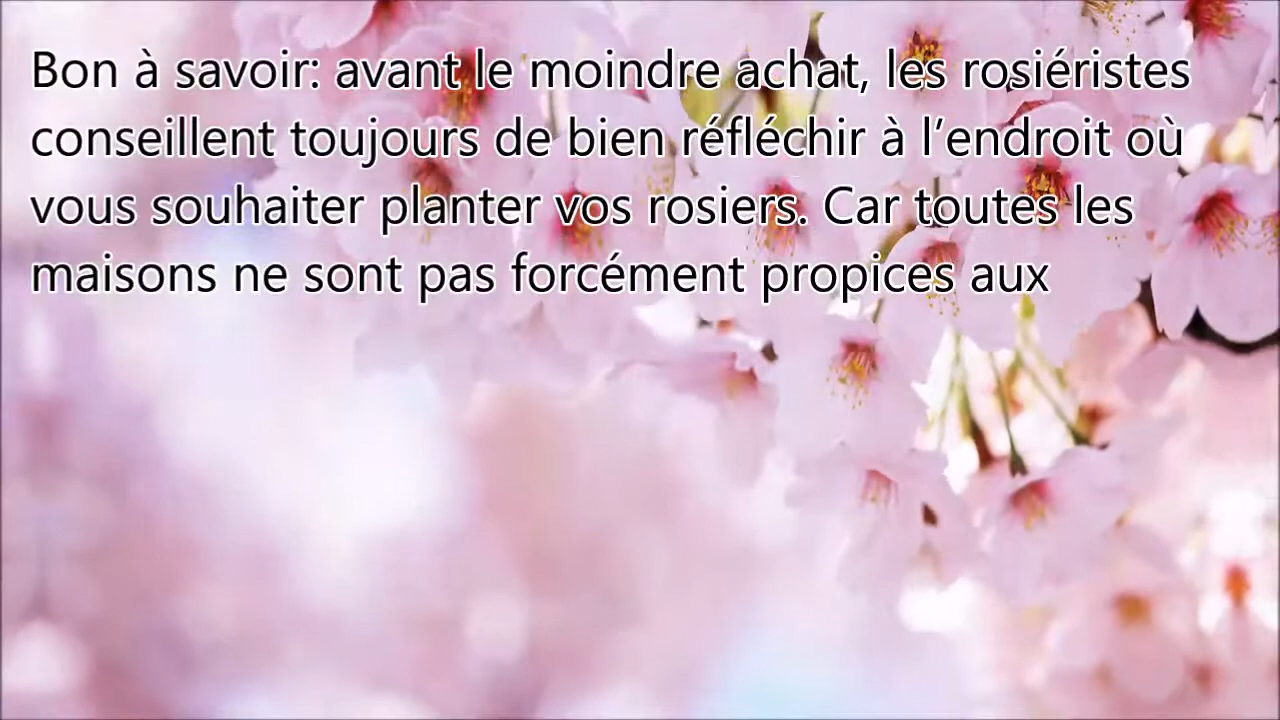 Bon à savoir: avant le moindre achat, les rosiéristes
conseillent toujours de bien réfléchir à l’endroit où
vous souhaiter planter vos rosiers. Car toutes les
maisons ne sont pas forcément propices aux